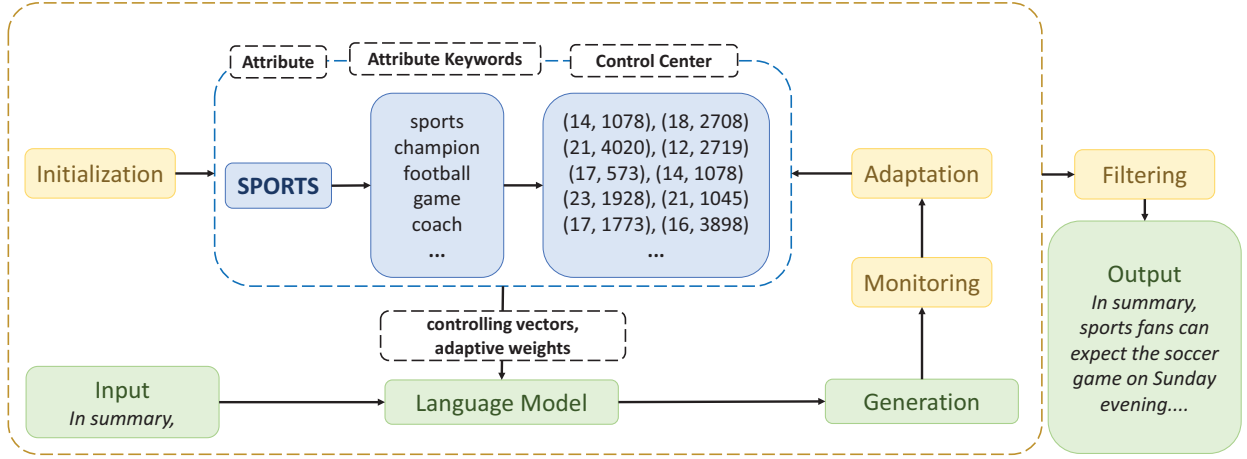 Attribute
Attribute Keywords
Control Center
Initialization
SPORTS
sports
champion
football
game
coach
...
(14, 1078), (18, 2708)
(21, 4020), (12, 2719)
(17, 573), (14, 1078)
(23, 1928), (21, 1045)
(17, 1773), (16, 3898)
...
Adaptation
Monitoring
Filtering
controlling vectors,
adaptive weights
Input
In summary,
Language Model
Generation
Output
In summary,
sports fans can
expect the soccer
game on Sunday
evening....